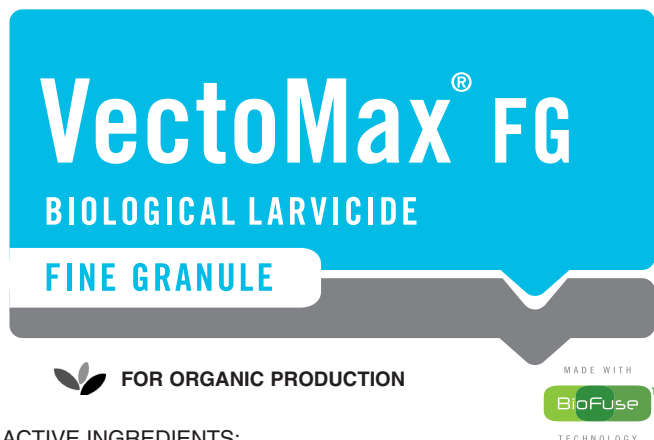 VectoMax® FG
BIOLOGICAL LARVICIDE
FINE GRANULE
FOR ORGANIC PRODUCTION
MADE WITH
BioFuse
TECHNOLOGY
ACTIVE INGREDIENTS: